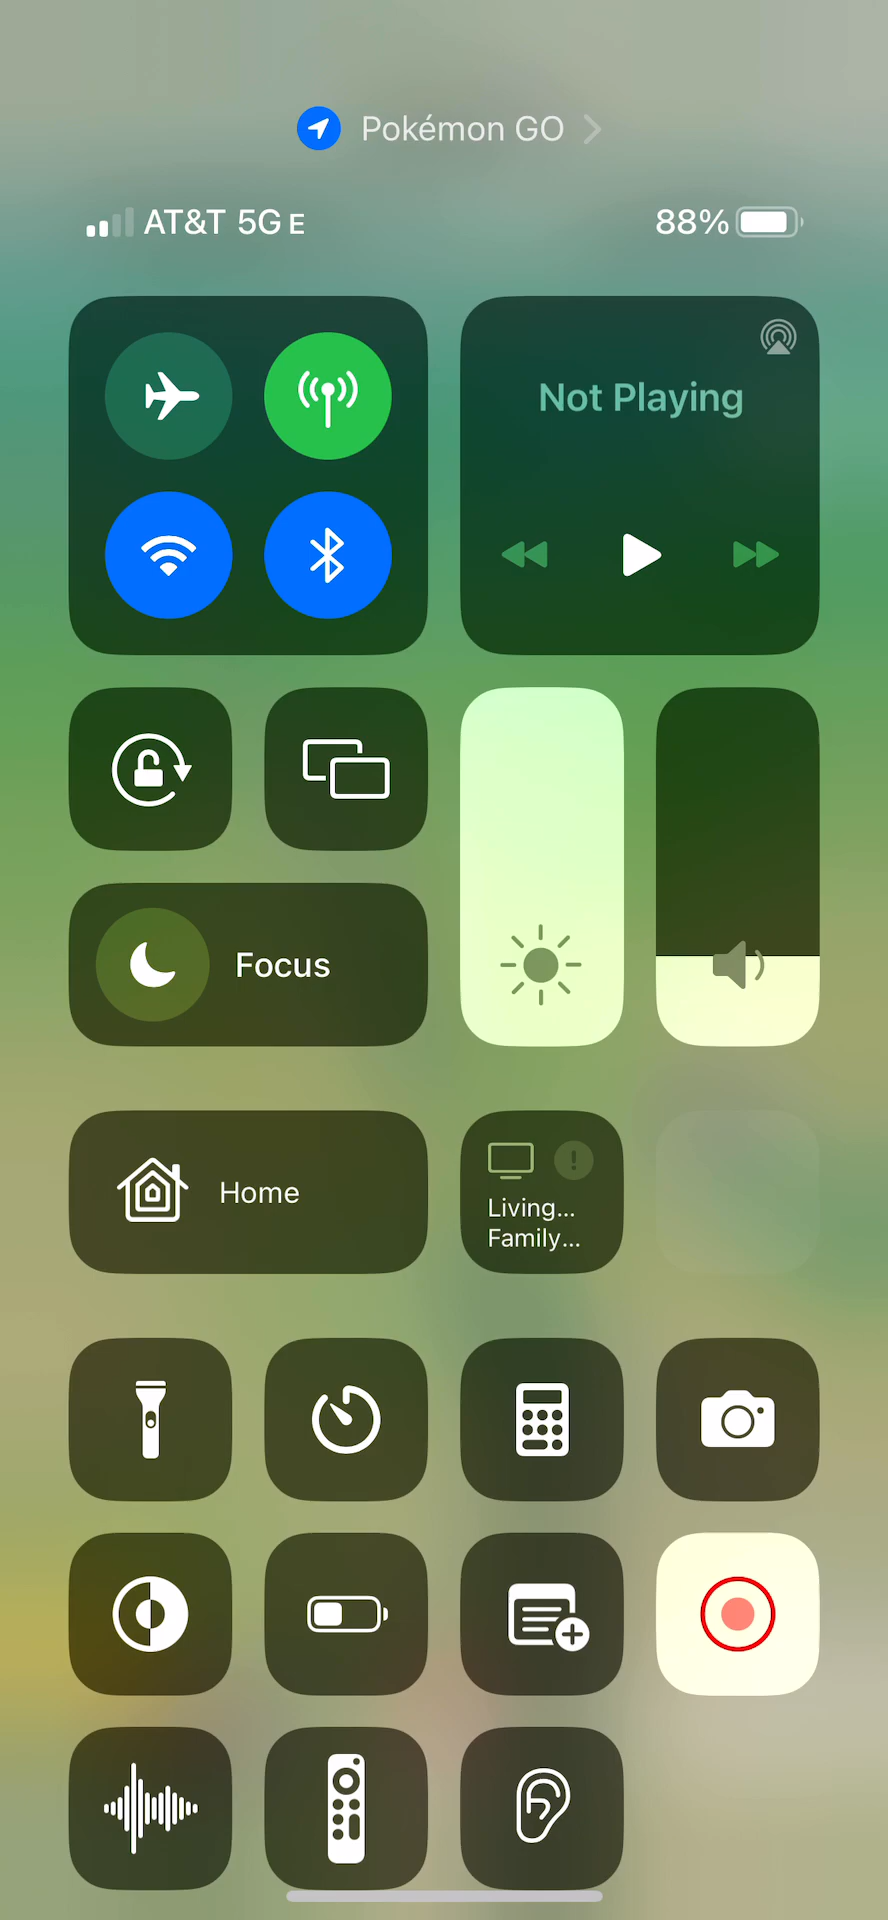 Pokémon GO
AT&T 5G E
88%
Not Playing
Focus
Home
Living...
Family...